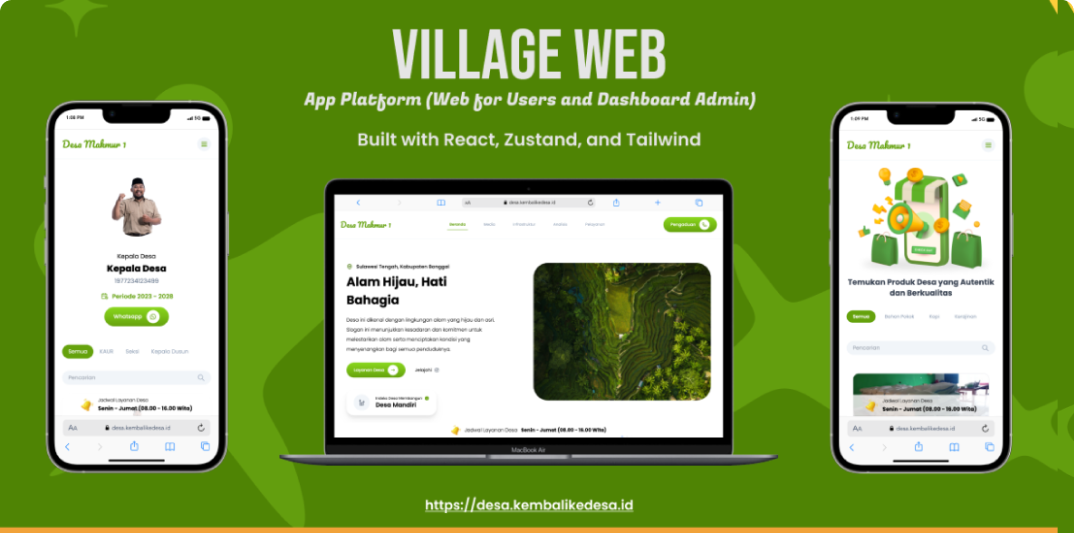 VILLAGE WEB
App Platform (Web for Users and Dashboard Admin)
Built with React, Zustand, and Tailwind
1:08 PM
5G
Desa Makmur 1
Kepala Desa
Kepala Desa
Periode 2023 - 2028
Whatsapp
Semua KAUR Seksi Kepala Dusun
Pencarian
Jadwal Layanan Desa
Senin - Jumat (08.00 - 16.00 Wita)
AA desa.kembalikedesa.id
AA desa.kembalikedesa.id
Desa Makmur 1
Beranda Media Infrastruktur
Pengaduan
Sulawesi Tengah, Kabupaten Banggai
Alam Hijau, Hati
Bahagia
Desa ini dikenal dengan lingkungan alam yang hijau dan asri.
Slogan ini menunjukkan kesadaran dan komitmen untuk
melestarikan alam serta menciptakan kondisi yang
menyenangkan bagi semua penduduknya.
Layanan Desa Jelajahi
Indeks Desa Membangun
Desa Mandiri
Jadwal Layanan Desa Senin - Jumat (08.00 - 16.00 Wita)
MacBook Air
1:09 PM
5G
Desa Makmur 1
Temukan Produk Desa yang Autentik
dan Berkualitas
Semua Bahan Pokok Kopi Kerajinan
Pencarian
Jadwal Layanan Desa
Senin - Jumat (08.00 - 16.00 Wita)
AA desa.kembalikedesa.id
https://desa.kembalikedesa.id